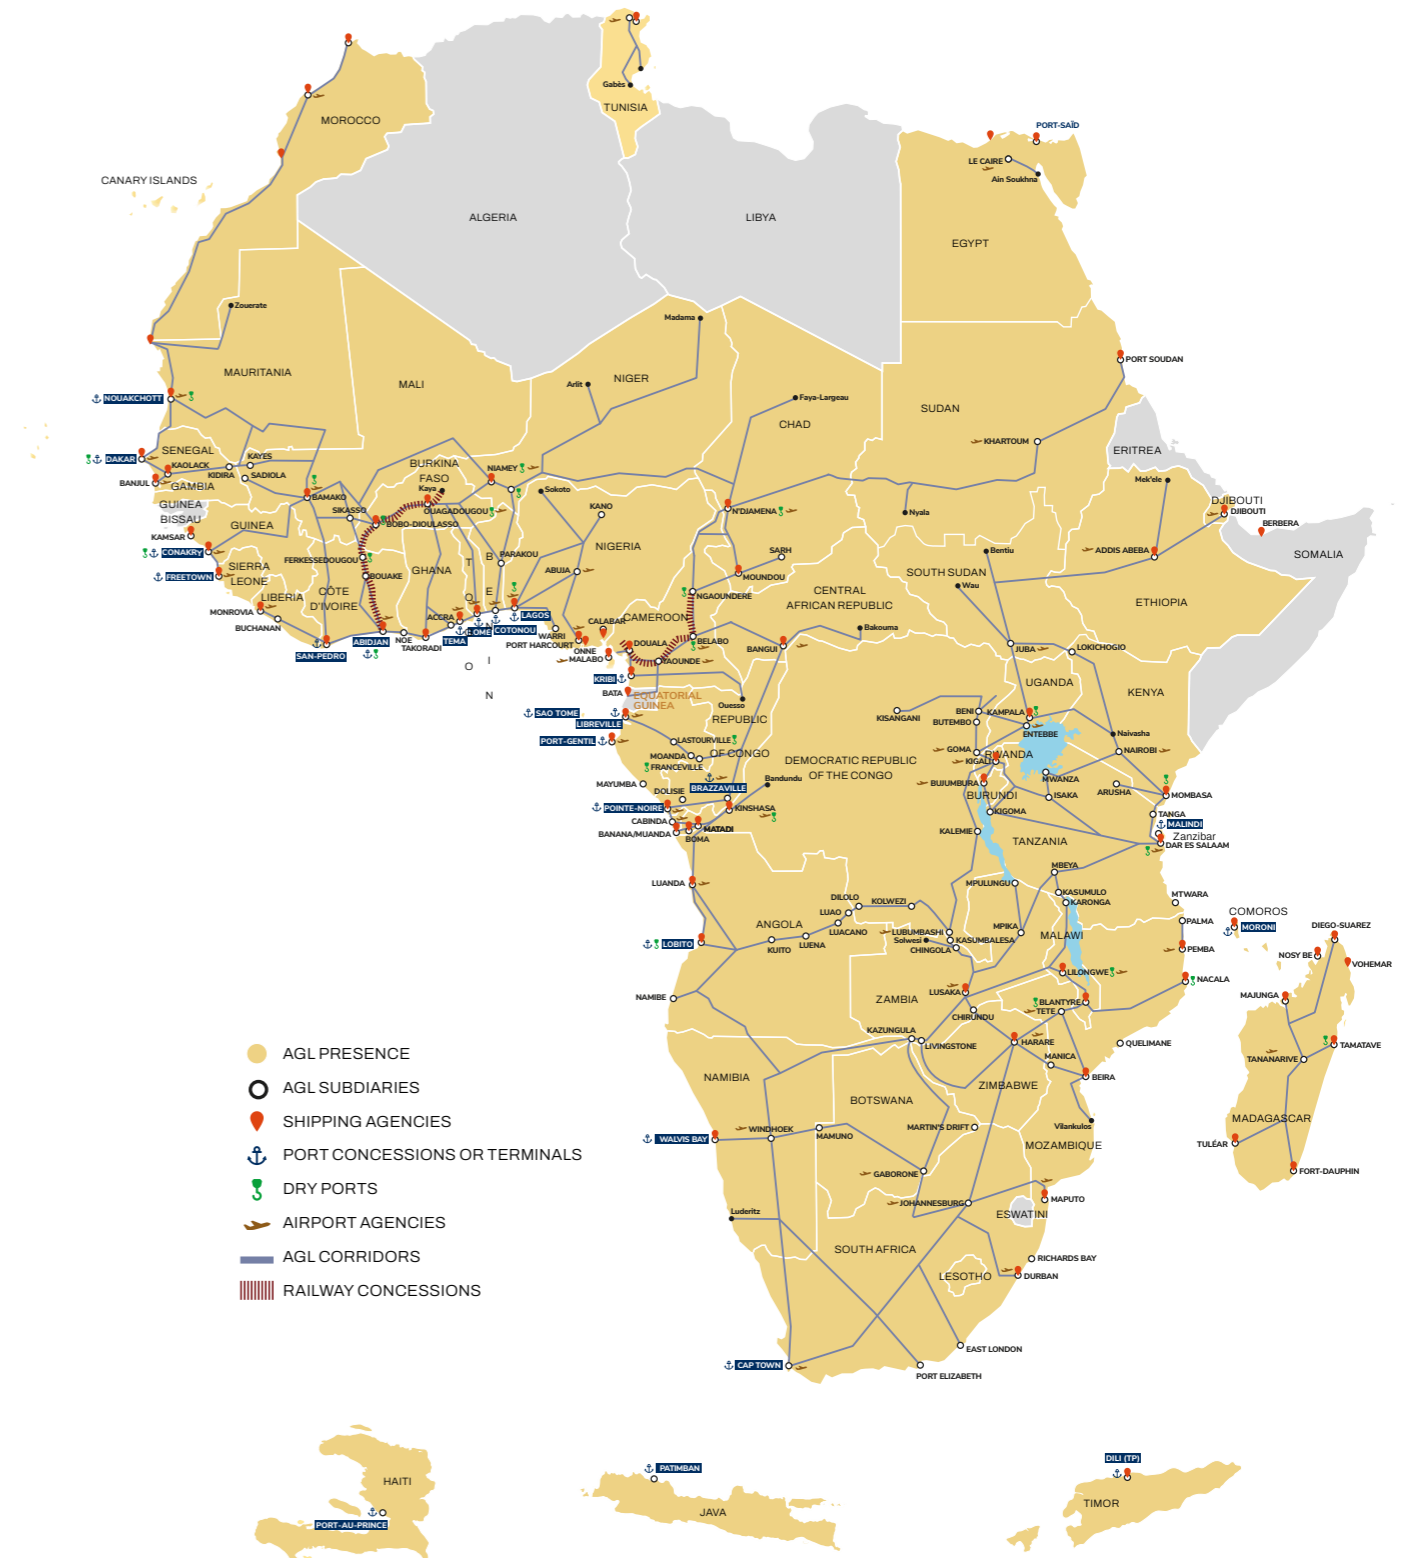 Gabès
TUNISIA
MOROCCO
PORT-SAÏD
LE CAIRE
Ain Soukhna
CANARY ISLANDS
ALGERIA
LIBYA
EGYPT
Zouerate
Madama
MAURITANIA
MALI
Arlit
NIGER
Faya-Largeau
CHAD
PORT SOUDAN
SUDAN
NOUAKCHOTT
KHARTOUM
ERITREA
SENEGAL
DAKAR
KAOLACK
KAYES
KIDIRA
SADIOLA
BANJUL
GAMBIA
BURKINA
FASO
Kaya
NIAMEY
Sokoto
Mek'ele
GUINEA
BISSAU
BAMAKO
SIKASSO
OUAGADOUGOU
BOBO-DIOULASSO
KANO
N'DJAMENA
Nyala
DJIBOUTI
DJIBOUTI
BERBERA
KAMSAR
GUINEA
CONAKRY
NIGERIA
SOMALIA
FERKESSEDOUGOU
T
O
O
B
E
N
I
N
PARAKOU
SARH
Bentiu
ADDIS ABEBA
FREETOWN
SIERRA
LEONE
BOUAKE
GHANA
ABUJA
MOUNDOU
SOUTH SUDAN
Wau
LIBERIA
CÔTE
D'IVOIRE
NGAOUNDERE
CENTRAL
AFRICAN REPUBLIC
ETHIOPIA
MONROVIA
BUCHANAN
ACCRA
LAGOS
COTONOU
OME
TEMA
WARRI
PORT HARCOURT
CALABAR
CAMEROON
Bakouma
SAN-PEDRO
ABIDJAN
NOE
TAKORADI
ONNE
MALABO
DOUALA
YAOUNDE
BELABO
BANGUI
JUBA
LOKICHOGIO
KRIBI
BATA
EQUATORIAL
GUINEA
Ouesso
UGANDA
KENYA
SAO TOME
LIBREVILLE
REPUBLIC
OF CONGO
KISANGANI
BENI
BUTEMBO
KAMPALA
ENTEBBE
Naivasha
PORT-GENTIL
LASTOURVILLE
MOANDA
FRANCEVILLE
DEMOCRATIC REPUBLIC
OF THE CONGO
GOMA
RWANDA
KIGALI
NAIROBI
MAYUMBA
DOLISIE
BRAZZAVILLE
Bandundu
BUJUMBURA
BURUNDI
MWANZA
ISAKA
ARUSHA
MOMBASA
POINTE-NOIRE
KINSHASA
KIGOMA
TANGA
CABINDA
BANANA/MUANDA
MATADI
BOMA
KALEMIE
TANZANIA
MALINDI
Zanzibar
DAR ES SALAAM
MBEYA
LUANDA
MPULUNGU
KASUMULO
KARONGA
MTWARA
DILOLO
KOLWEZI
LUAO
LUACANO
ANGOLA
LUENA
KUITO
LOBITO
LUBUMBASHI
Solwesi
KASUMBALESA
CHINGOLA
MPIKA
MALAWI
PALMA
PEMBA
COMOROS
MORONI
DIEGO-SUAREZ
NOSY BE
VOHEMAR
NAMIBE
ZAMBIA
LUSAKA
LILONGWE
NACALA
BLANTYRE
TETE
CHIRUNDU
MAJUNGA
KAZUNGULA
LIVINGSTONE
HARARE
QUELIMANE
TAMATAVE
TANANARIVE
MANICA
NAMIBIA
ZIMBABWE
BEIRA
BOTSWANA
Vilankulos
MADAGASCAR
WALVIS BAY
WINDHOEK
MAMUNO
MARTIN'S DRIFT
MOZAMBIQUE
TULÉAR
FORT-DAUPHIN
GABORONE
JOHANNESBURG
MAPUTO
ESWATINI
Luderitz
SOUTH AFRICA
RICHARDS BAY
LESOTHO
DURBAN
EAST LONDON
CAP TOWN
PORT ELIZABETH
AGL PRESENCE
AGL SUBDIARIES
SHIPPING AGENCIES
PORT CONCESSIONS OR TERMINALS
DRY PORTS
AIRPORT AGENCIES
AGL CORRIDORS
RAILWAY CONCESSIONS
HAITI
PORT-AU-PRINCE
PATIMBAN
JAVA
DILI (TP)
TIMOR